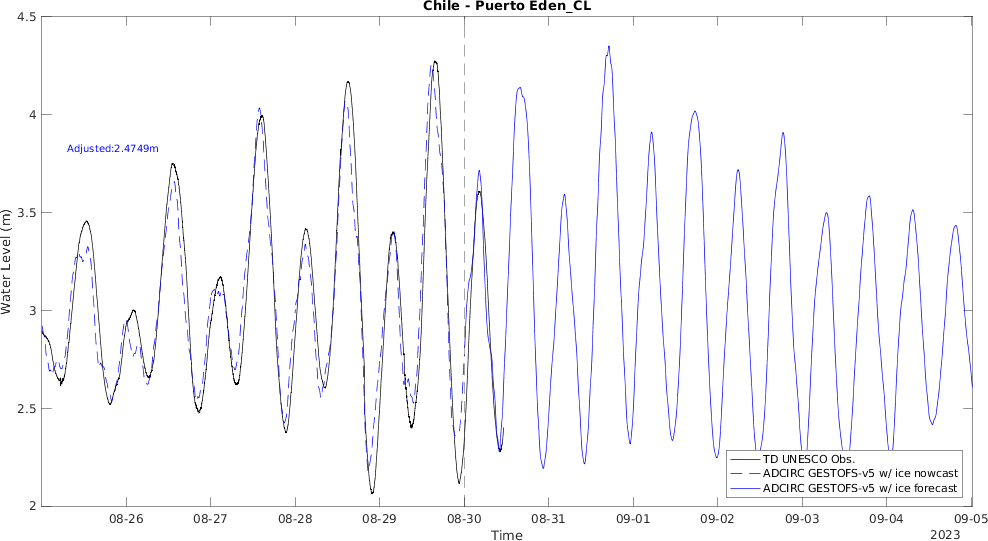 Chile - Puerto Eden_CL
4.5
4
3.5
3
2.5
2
Water Level (m)
Adjusted:2.4749m
TD UNESCO Obs.
ADCIRC GESTOFS-v5 w/ ice nowcast
ADCIRC GESTOFS-v5 w/ ice forecast
08-26 08-27 08-28 08-29 08-30 08-31 09-01 09-02 09-03 09-04 09-05
Time
2023